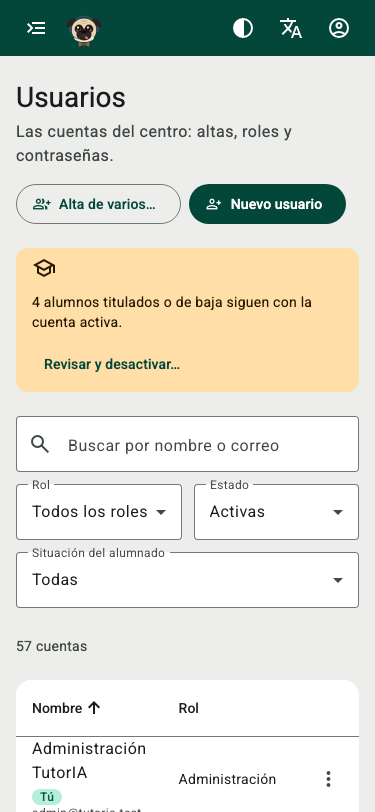 Usuarios
Las cuentas del centro: altas, roles y
contraseñas.
Alta de varios…
Nuevo usuario
4 alumnos titulados o de baja siguen con la
cuenta activa.
Revisar y desactivar…
Buscar por nombre o correo
Rol
Estado
Todos los roles
Activas
Situación del alumnado
Todas
57 cuentas
Nombre
Rol
Administración
TutorIA
Administración
Tú